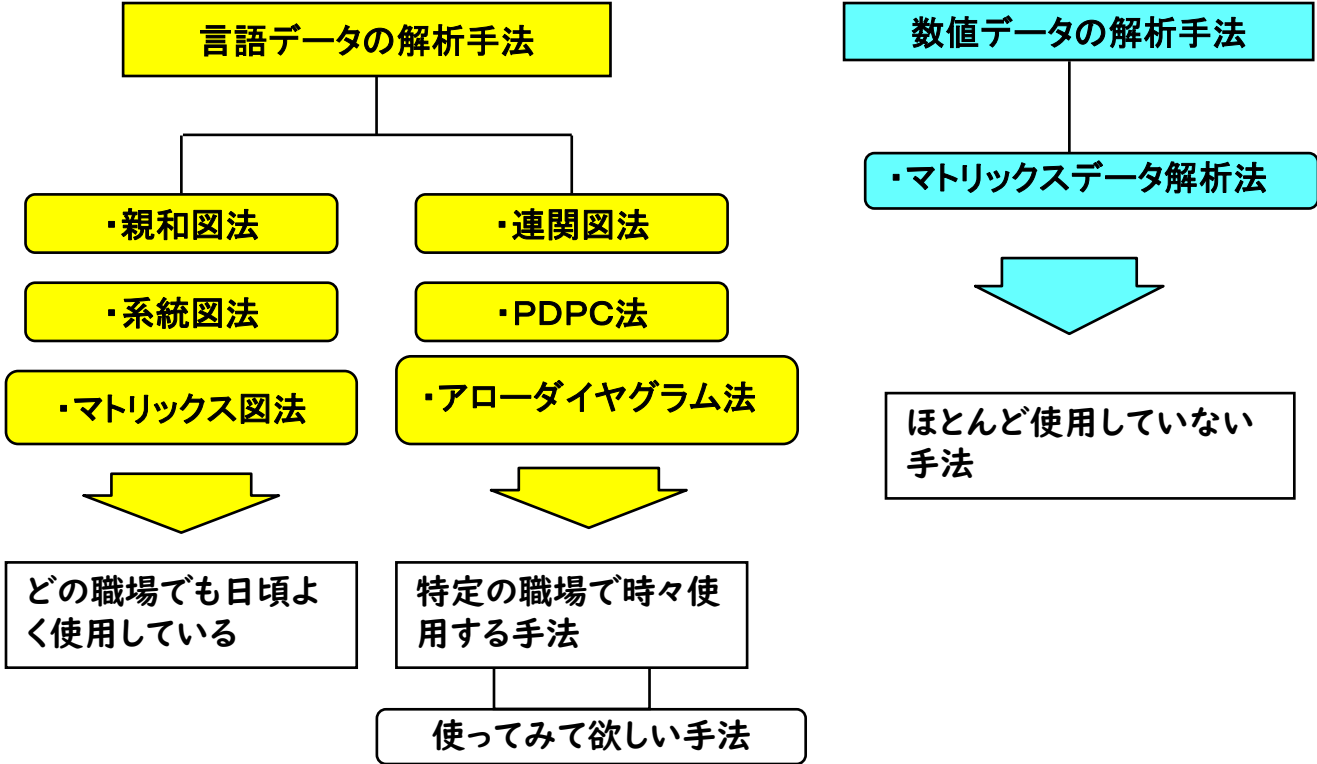 言語データの解析手法
数値データの解析手法
・マトリックスデータ解析法
・親和図法
・連関図法
・系統図法
・PDPC法
・マトリックス図法
・アローダイヤグラム法
ほとんど使用していない
手法
どの職場でも日頃よ
く使用している
特定の職場で時々使
用する手法
使ってみて欲しい手法